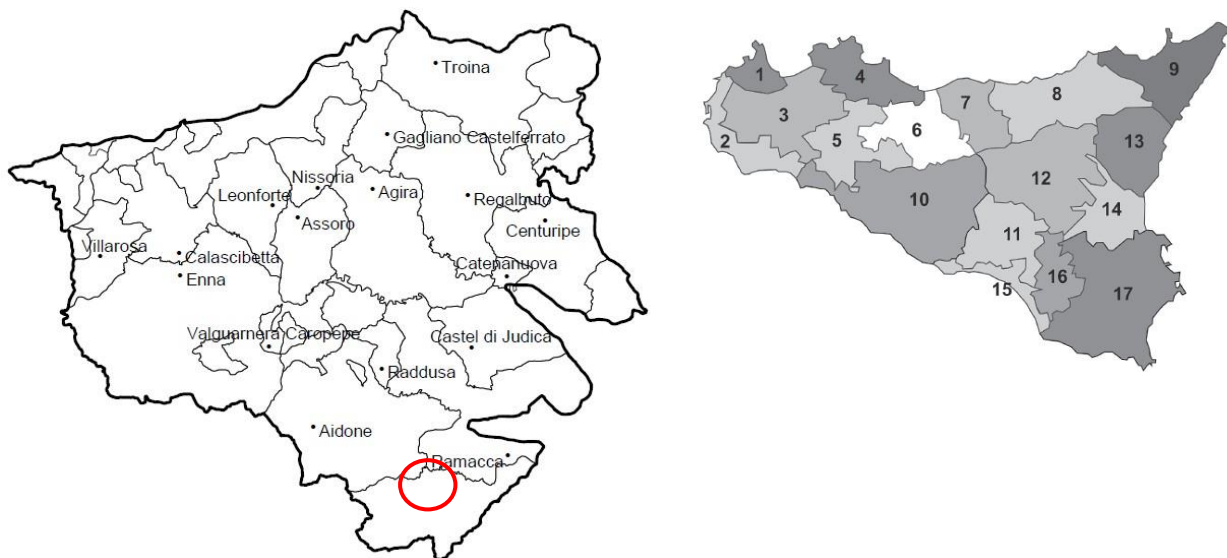 Troina
Gagliano Castelferrato
Nissoria
Agira
Leonforte
Regalbuto
Assoro
Centuripe
Villarosa
Calascibetta
Catenanuova
Enna
Valguarnera Caropepe
Castel di Judica
Raddusa
Aidone
Ramacca
1
4
9
7
8
3
6
2
5
13
12
10
14
11
16
15
17